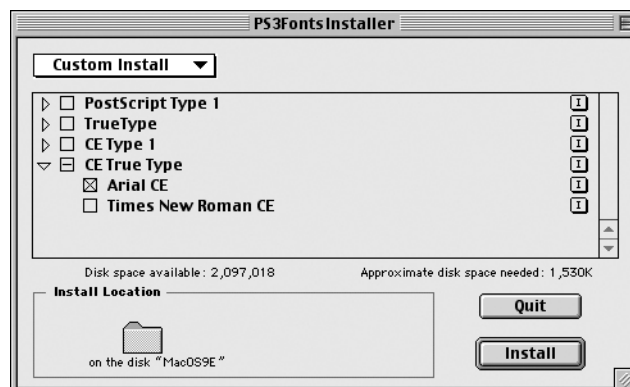 PS3FontsInstaller
Custom Install
PostScript Type 1
I
TrueType
I
CE Type 1
I
CE True Type
I
Arial CE
I
Times New Roman CE
I
Disk space available: 2,097,018 Approximate disk space needed: 1,530K
Install Location
Quit
on the disk "MacOS9E"
Install